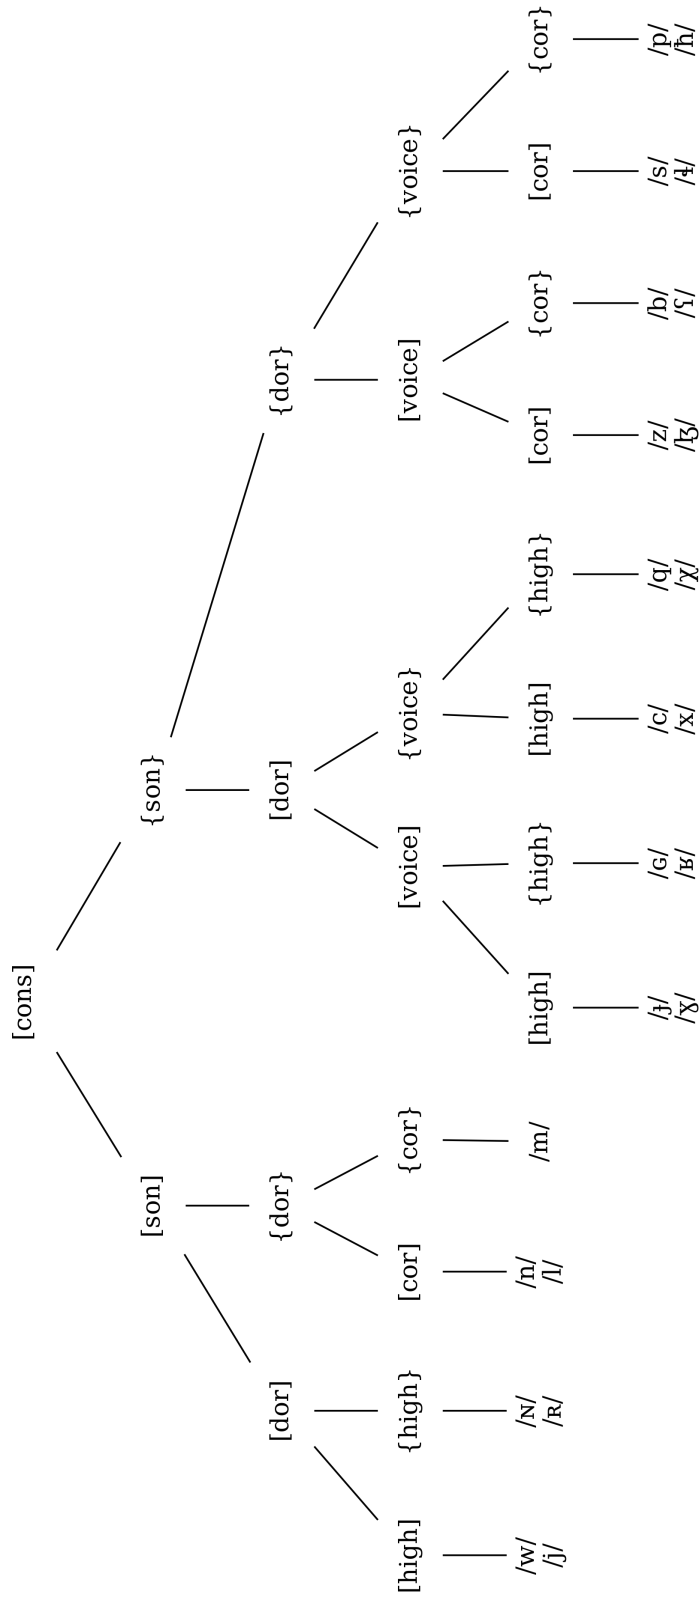 [cons]
[son] {son}
[dor] {dor} [dor] {dor}
[high] {high} [cor] {cor} [voice] {voice} [voice] {voice}
/w/ /ɴ/ /n/ /m/ [high] {high} [high] {high} [cor] {cor} [cor] {cor}
/j/ /ʀ/ /l/
/ɟ/ /ɢ/ /c/ /q/ /z/ /b/ /s/ /p/
/ɣ/ /ʁ/ /x/ /χ/ /ɮ/ /ʕ/ /ɬ/ /ħ/